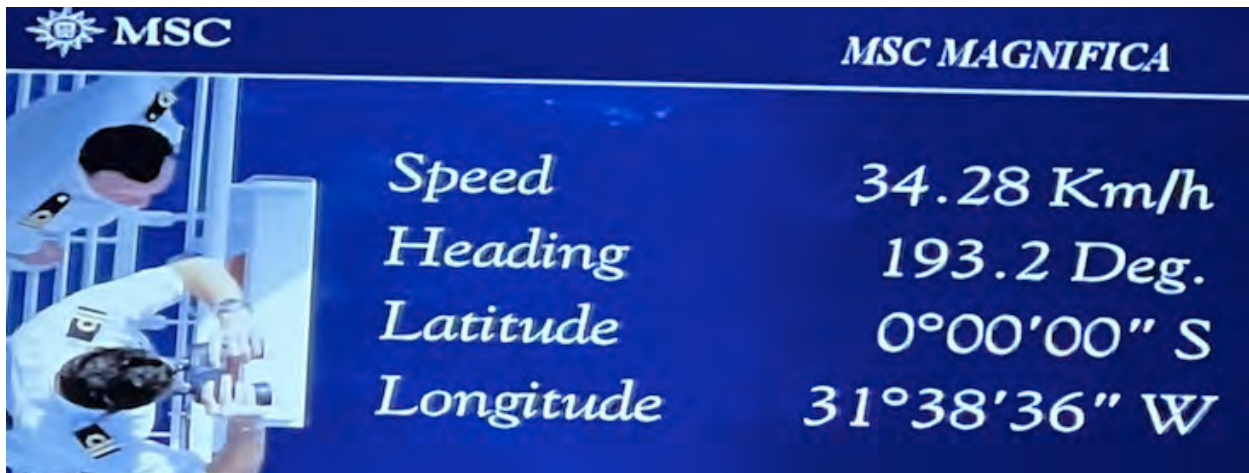 MSC
MSC MAGNIFICA
Speed 34.28 Km/h
Heading 193.2 Deg.
Latitude 0°00'00" S
Longitude 31°38'36" W